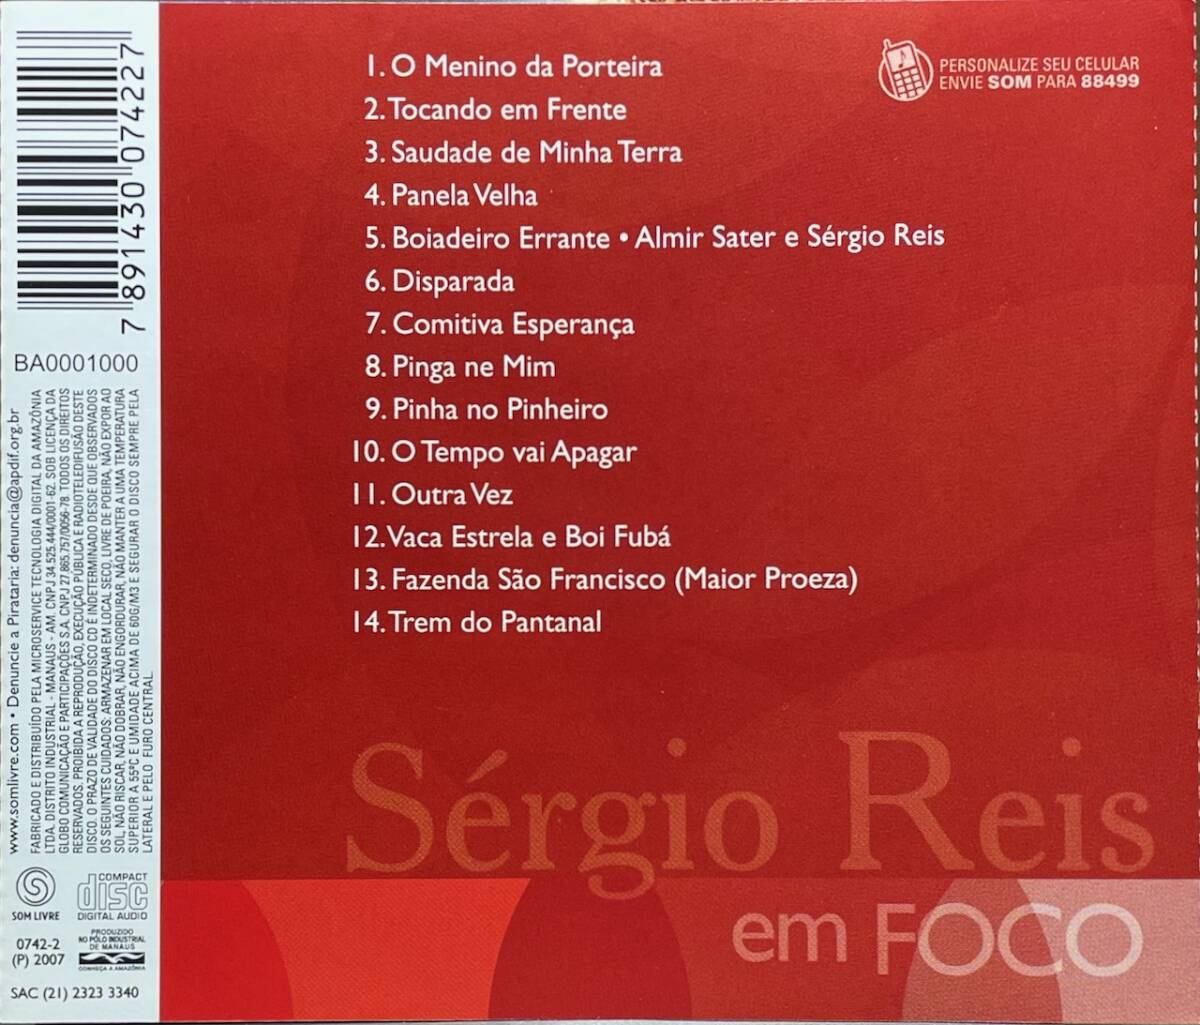 1. O Menino da Porteira
2. Tocando em Frente
3. Saudade de Minha Terra
4. Panela Velha
5. Boiadeiro Errante • Almir Sater e Sérgio Reis
6. Disparada
7. Comitiva Esperança
8. Pinga ne Mim
9. Pinha no Pinheiro
10. O Tempo vai Apagar
11. Outra Vez
12. Vaca Estrela e Boi Fubá
13. Fazenda São Francisco (Maior Proeza)
14. Trem do Pantanal
PERSONALIZE SEU CELULAR
ENVIE SOM PARA 88499
Sérgio Reis
em FOCO
7 891430 074227
BA0001000
www.somlivre.com • Denuncie a Pirataria: denuncia@apdif.org.br
FABRICADO E DISTRIBUÍDO PELA MICROSERVICE TECNOLOGIA DIGITAL DA AMAZÔNIA
LTDA. DISTRITO INDUSTRIAL - MANAUS - AM. CNPJ 34.525.444/0001-62, SOB LICENÇA DA
GLOBO COMUNICAÇÃO E PARTICIPAÇÕES S.A. CNPJ 27.865.757/0056-78. TODOS OS DIREITOS
RESERVADOS. PROIBIDA A REPRODUÇÃO, EXECUÇÃO PÚBLICA E RADIOTELEDIFUSÃO DESTE
DISCO. O PRAZO DE VALIDADE DO DISCO CD É INDETERMINADO DESDE QUE OBSERVADOS
OS SEGUINTES CUIDADOS: ARMAZENAR EM LOCAL SECO, LIVRE DE POEIRA, NÃO EXPOR AO
SOL, NÃO RISCAR, NÃO DOBRAR, NÃO ENGORDURAR, NÃO MANTER A UMA TEMPERATURA
SUPERIOR A 55ºC E UMIDADE ACIMA DE 60G/M3 E SEGURAR O DISCO SEMPRE PELA
LATERAL E PELO FURO CENTRAL.
SOM LIVRE
COMPACT
disc
DIGITAL AUDIO
0742-2
(P) 2007
PRODUZIDO
NO PÓLO INDUSTRIAL
DE MANAUS
CONHEÇA A AMAZÔNIA
SAC (21) 2323 3340